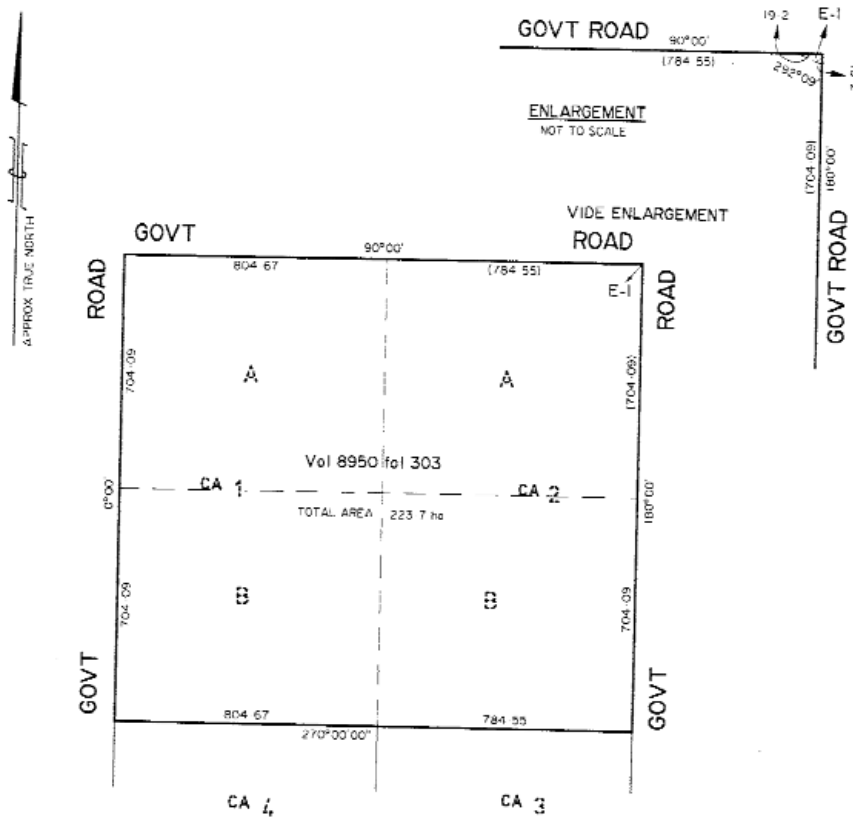 19·2 E-1
GOVT ROAD 90°00'
(784 55) 292°09'
ENLARGEMENT
NOT TO SCALE
(704·09) 180°00'
GOVT ROAD
VIDE ENLARGEMENT
APPROX TRUE NORTH
GOVT 90°00' ROAD
804 67 (784 55)
E-1
ROAD ROAD
704·09 (704·09)
A A
Vol 8950 fol 303
CA 1 CA 2
0°00' 180°00'
TOTAL AREA 223 7 ha
B B
704·09 704·09
GOVT GOVT
804 67 784 55
270°00'00"
CA 4 CA 3